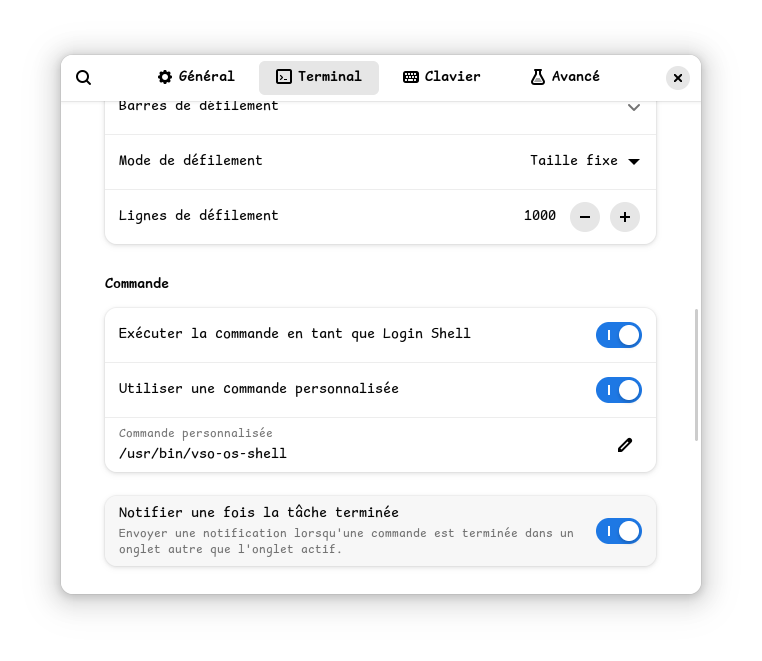 Général
Terminal
Clavier
Avancé
Barres de défilement
Mode de défilement
Taille fixe
Lignes de défilement
1000
Commande
Exécuter la commande en tant que Login Shell
Utiliser une commande personnalisée
Commande personnalisée
/usr/bin/vso-os-shell
Notifier une fois la tâche terminée
Envoyer une notification lorsqu'une commande est terminée dans un
onglet autre que l'onglet actif.